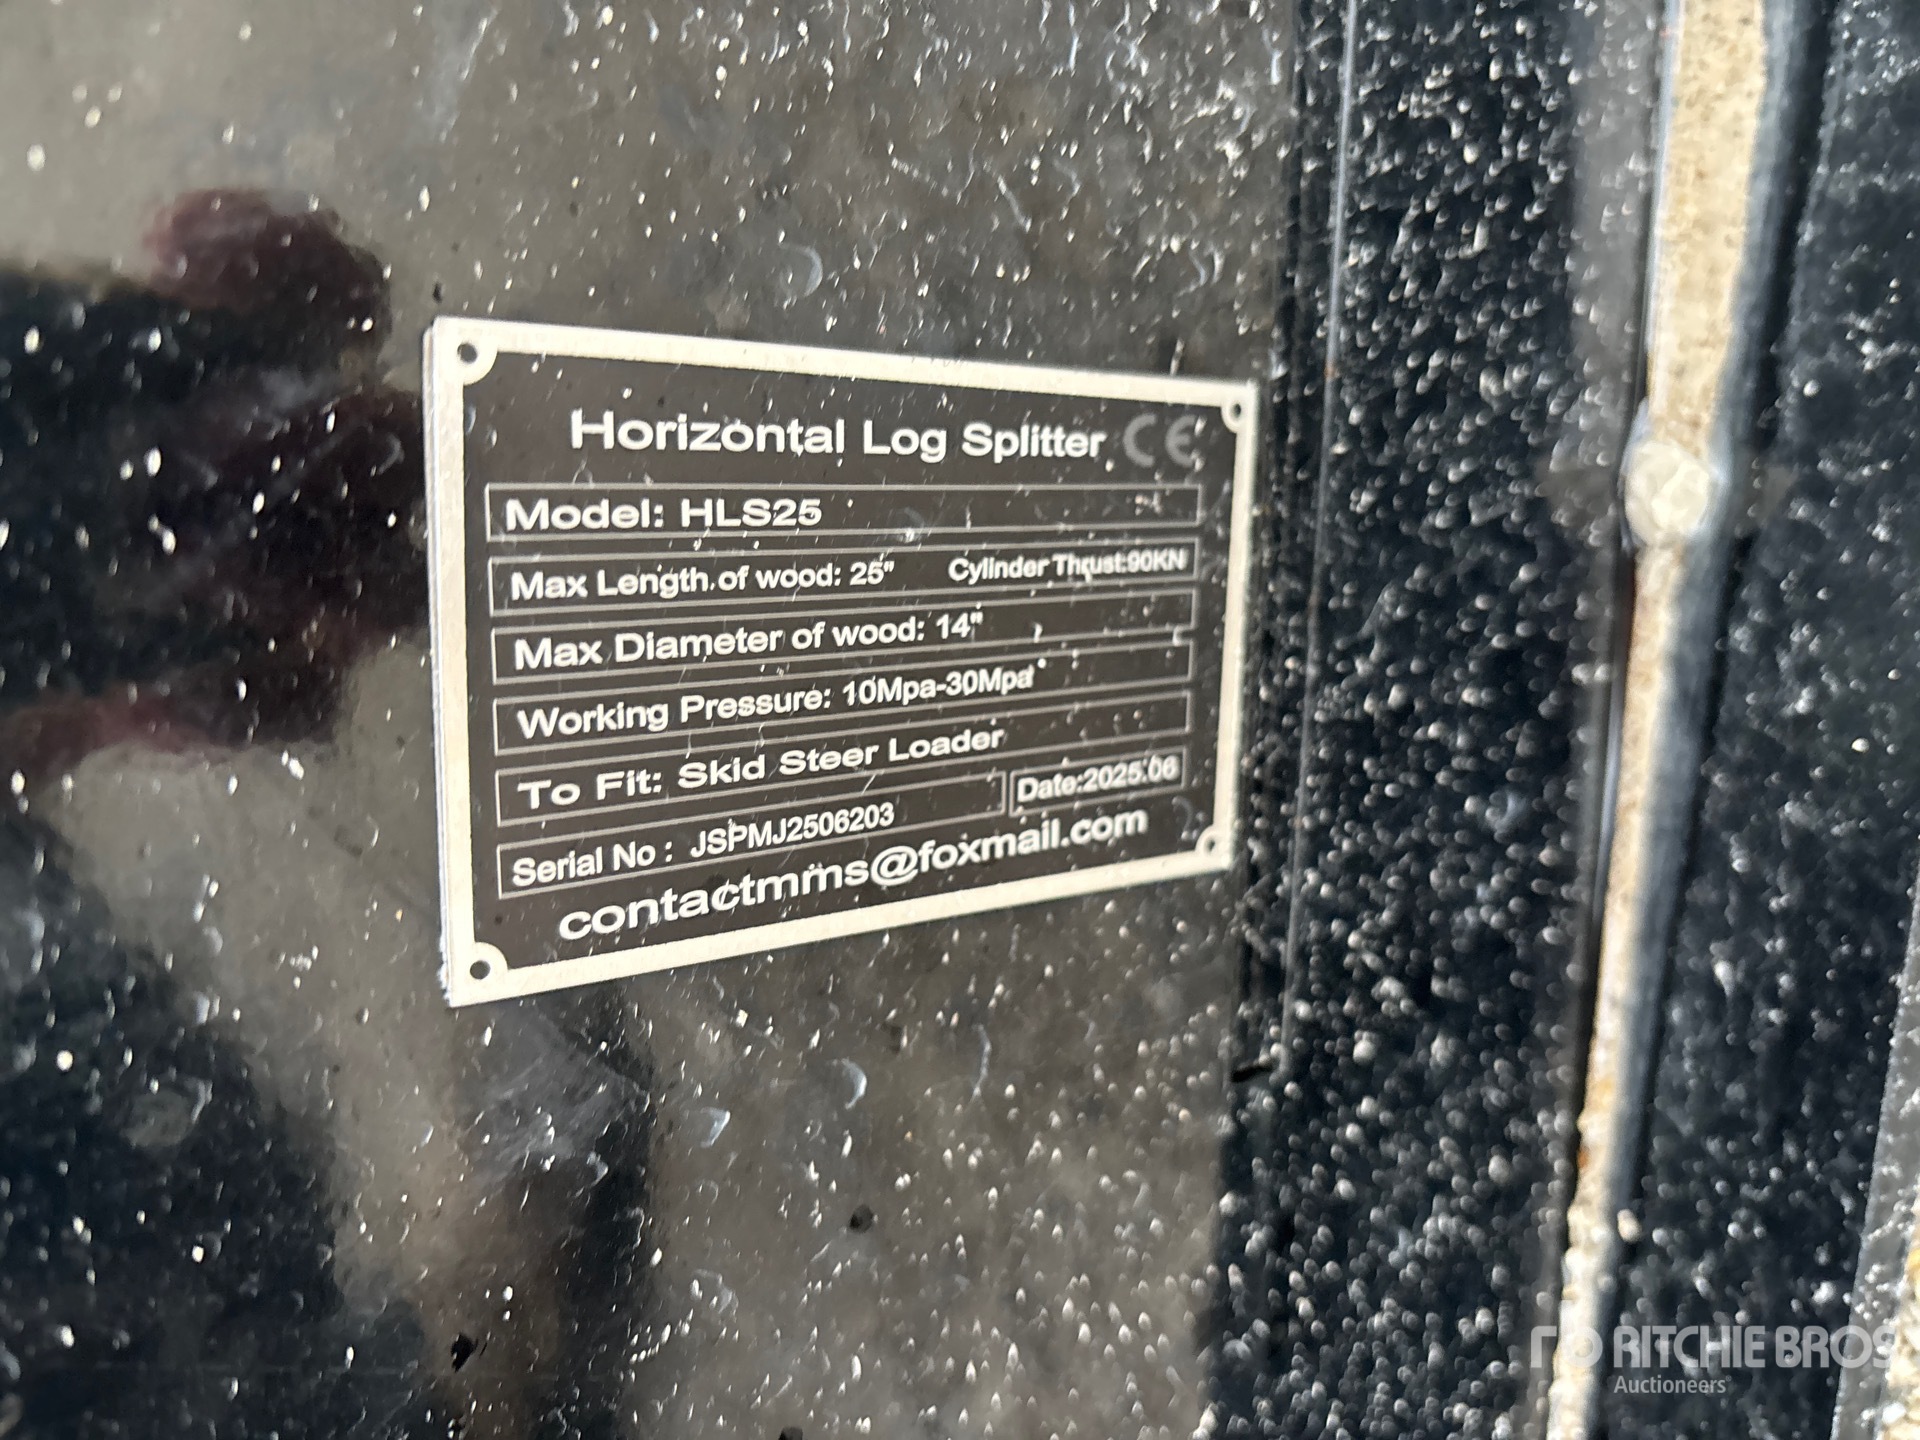 Horizontal Log Splitter CE
Model: HLS25
Max Length of wood: 25" Cylinder Thrust:90KN
Max Diameter of wood: 14"
Working Pressure: 10Mpa-30Mpa
To Fit: Skid Steer Loader
Serial No: JSPMJ2506203 Date:2025.06
contactmms@foxmail.com
RITCHIE BROS
Auctioneers